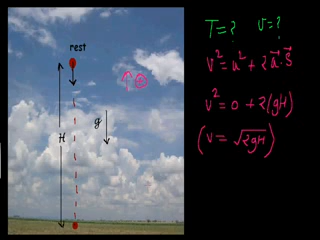 T=? v=?
rest
v² = u² + 2a⃗·S⃗
↑⊕
H
g
v² = 0 + 2(gH)
(v = √2gH)